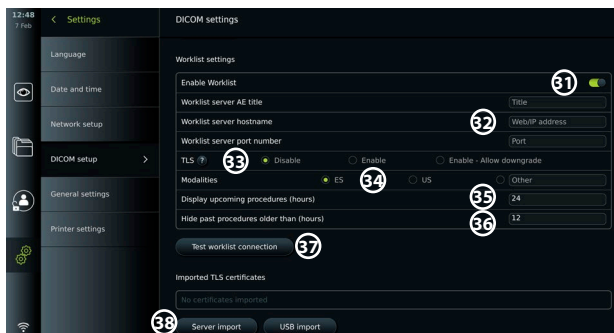 12:48
7 Feb
Settings
DICOM settings
Language
Date and time
Network setup
DICOM setup
General settings
Printer settings
Worklist settings
Enable Worklist 31
Worklist server AE title Title
Worklist server hostname 32 Web/IP address
Worklist server port number Port
TLS ? 33 Disable Enable Enable - Allow downgrade
Modalities ES 34 US Other
Display upcoming procedures (hours) 35 24
Hide past procedures older than (hours) 36 12
Test worklist connection 37
Imported TLS certificates
No certificates imported
38 Server import USB import